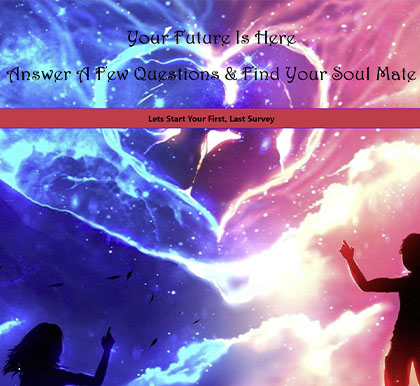 Your Future Is Here
Answer A Few Questions & Find Your Soul Mate
Lets Start Your First, Last Survey